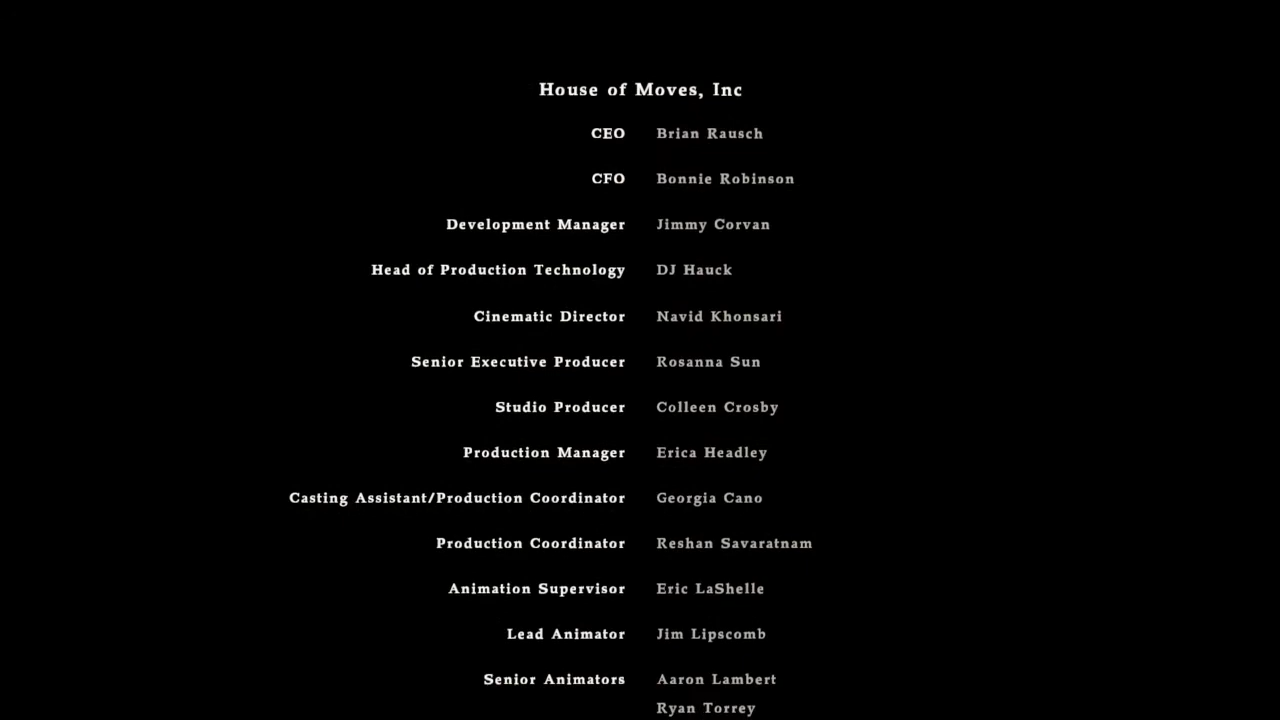 House of Moves, Inc
CEO Brian Rausch
CFO Bonnie Robinson
Development Manager Jimmy Corvan
Head of Production Technology DJ Hauck
Cinematic Director Navid Khonsari
Senior Executive Producer Rosanna Sun
Studio Producer Colleen Crosby
Production Manager Erica Headley
Casting Assistant/Production Coordinator Georgia Cano
Production Coordinator Reshan Savaratnam
Animation Supervisor Eric LaShelle
Lead Animator Jim Lipscomb
Senior Animators Aaron Lambert
Ryan Torrey